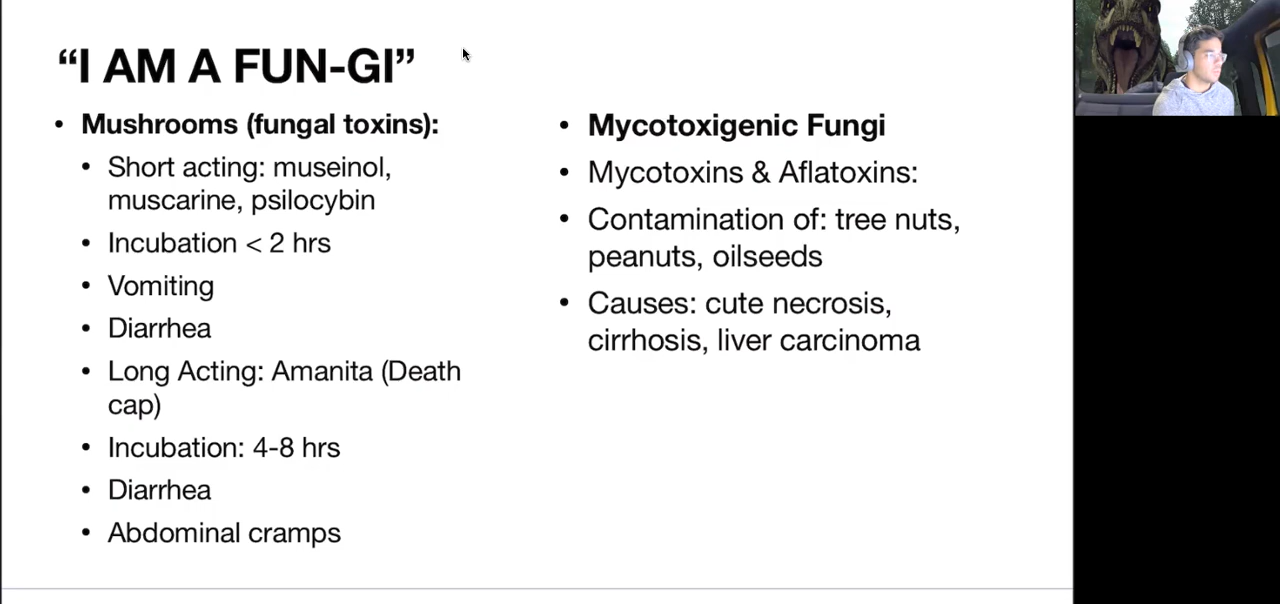 “I AM A FUN-GI”
• Mushrooms (fungal toxins):
• Short acting: museinol,
muscarine, psilocybin
• Incubation < 2 hrs
• Vomiting
• Diarrhea
• Long Acting: Amanita (Death
cap)
• Incubation: 4-8 hrs
• Diarrhea
• Abdominal cramps
• Mycotoxigenic Fungi
• Mycotoxins & Aflatoxins:
• Contamination of: tree nuts,
peanuts, oilseeds
• Causes: cute necrosis,
cirrhosis, liver carcinoma